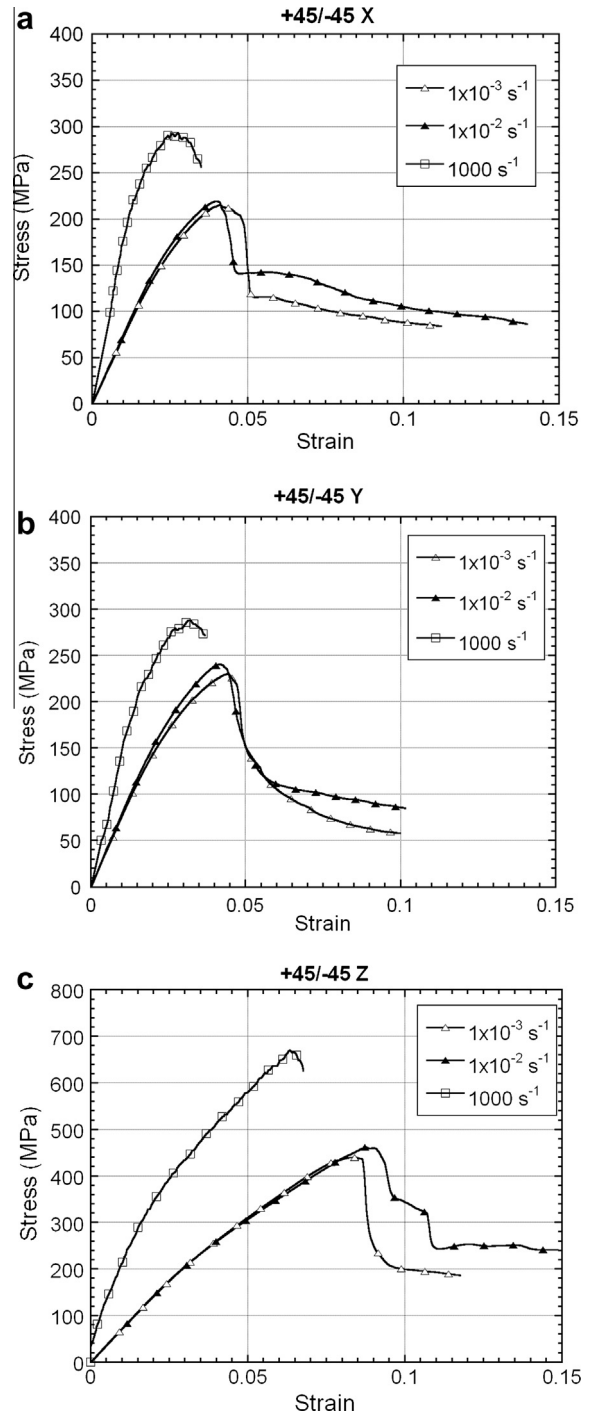 a
+45/-45 X
400
350
300
250
200
150
100
50
0
Stress (MPa)
1x10⁻³ s⁻¹
1x10⁻² s⁻¹
1000 s⁻¹
0 0.05 0.1 0.15
Strain
b
+45/-45 Y
400
350
300
250
200
150
100
50
0
Stress (MPa)
1x10⁻³ s⁻¹
1x10⁻² s⁻¹
1000 s⁻¹
0 0.05 0.1 0.15
Strain
c
+45/-45 Z
800
700
600
500
400
300
200
100
0
Stress (MPa)
1x10⁻³ s⁻¹
1x10⁻² s⁻¹
1000 s⁻¹
0 0.05 0.1 0.15
Strain